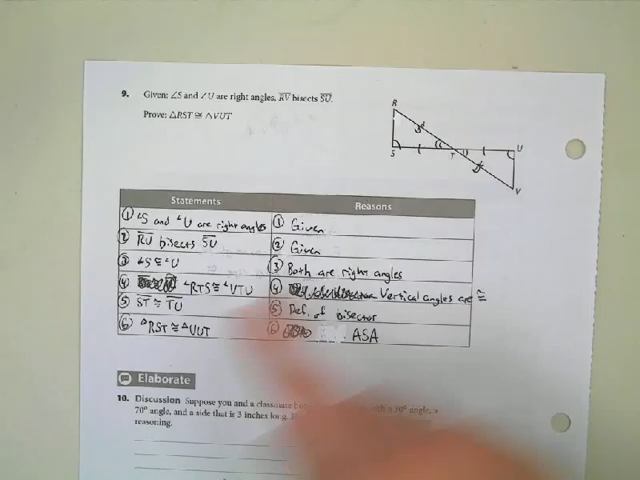 9. Given: ∠S and ∠U are right angles, RV bisects SU.
Prove: △RST ≅ △VUT
R
S
T
U
V
Statements Reasons
① ∠S and ∠U are right angles ① Given
② RU bisects SU ② Given
③ ∠S ≅ ∠U ③ Both are right angles
④ ∠RTS ≅ ∠VTU ④ Vertical angles are ≅
⑤ ST ≅ TU ⑤ Def. of bisector
⑥ △RST ≅ △VUT ⑥ ASA
Elaborate
10. Discussion Suppose you and a classmate
70° angle, and a side that is 3 inches long.
reasoning.